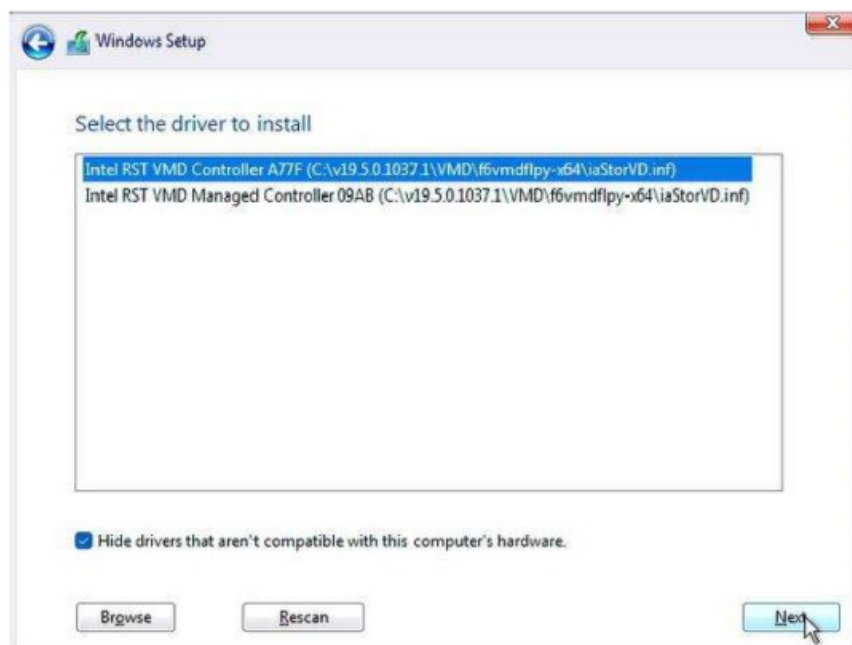 Windows Setup
Select the driver to install
Intel RST VMD Controller A77F (C:\v19.5.0.1037.1\VMD\f6vmdflpy-x64\iaStorVD.inf)
Intel RST VMD Managed Controller 09AB (C:\v19.5.0.1037.1\VMD\f6vmdflpy-x64\iaStorVD.inf)
Hide drivers that aren't compatible with this computer's hardware.
Browse
Rescan
Next